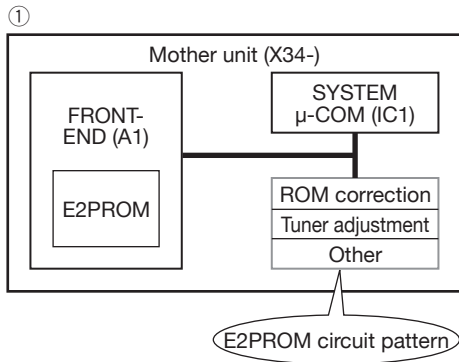 ①
Mother unit (X34-)
FRONT-
END (A1)
E2PROM
SYSTEM
μ-COM (IC1)
ROM correction
Tuner adjustment
Other
E2PROM circuit pattern